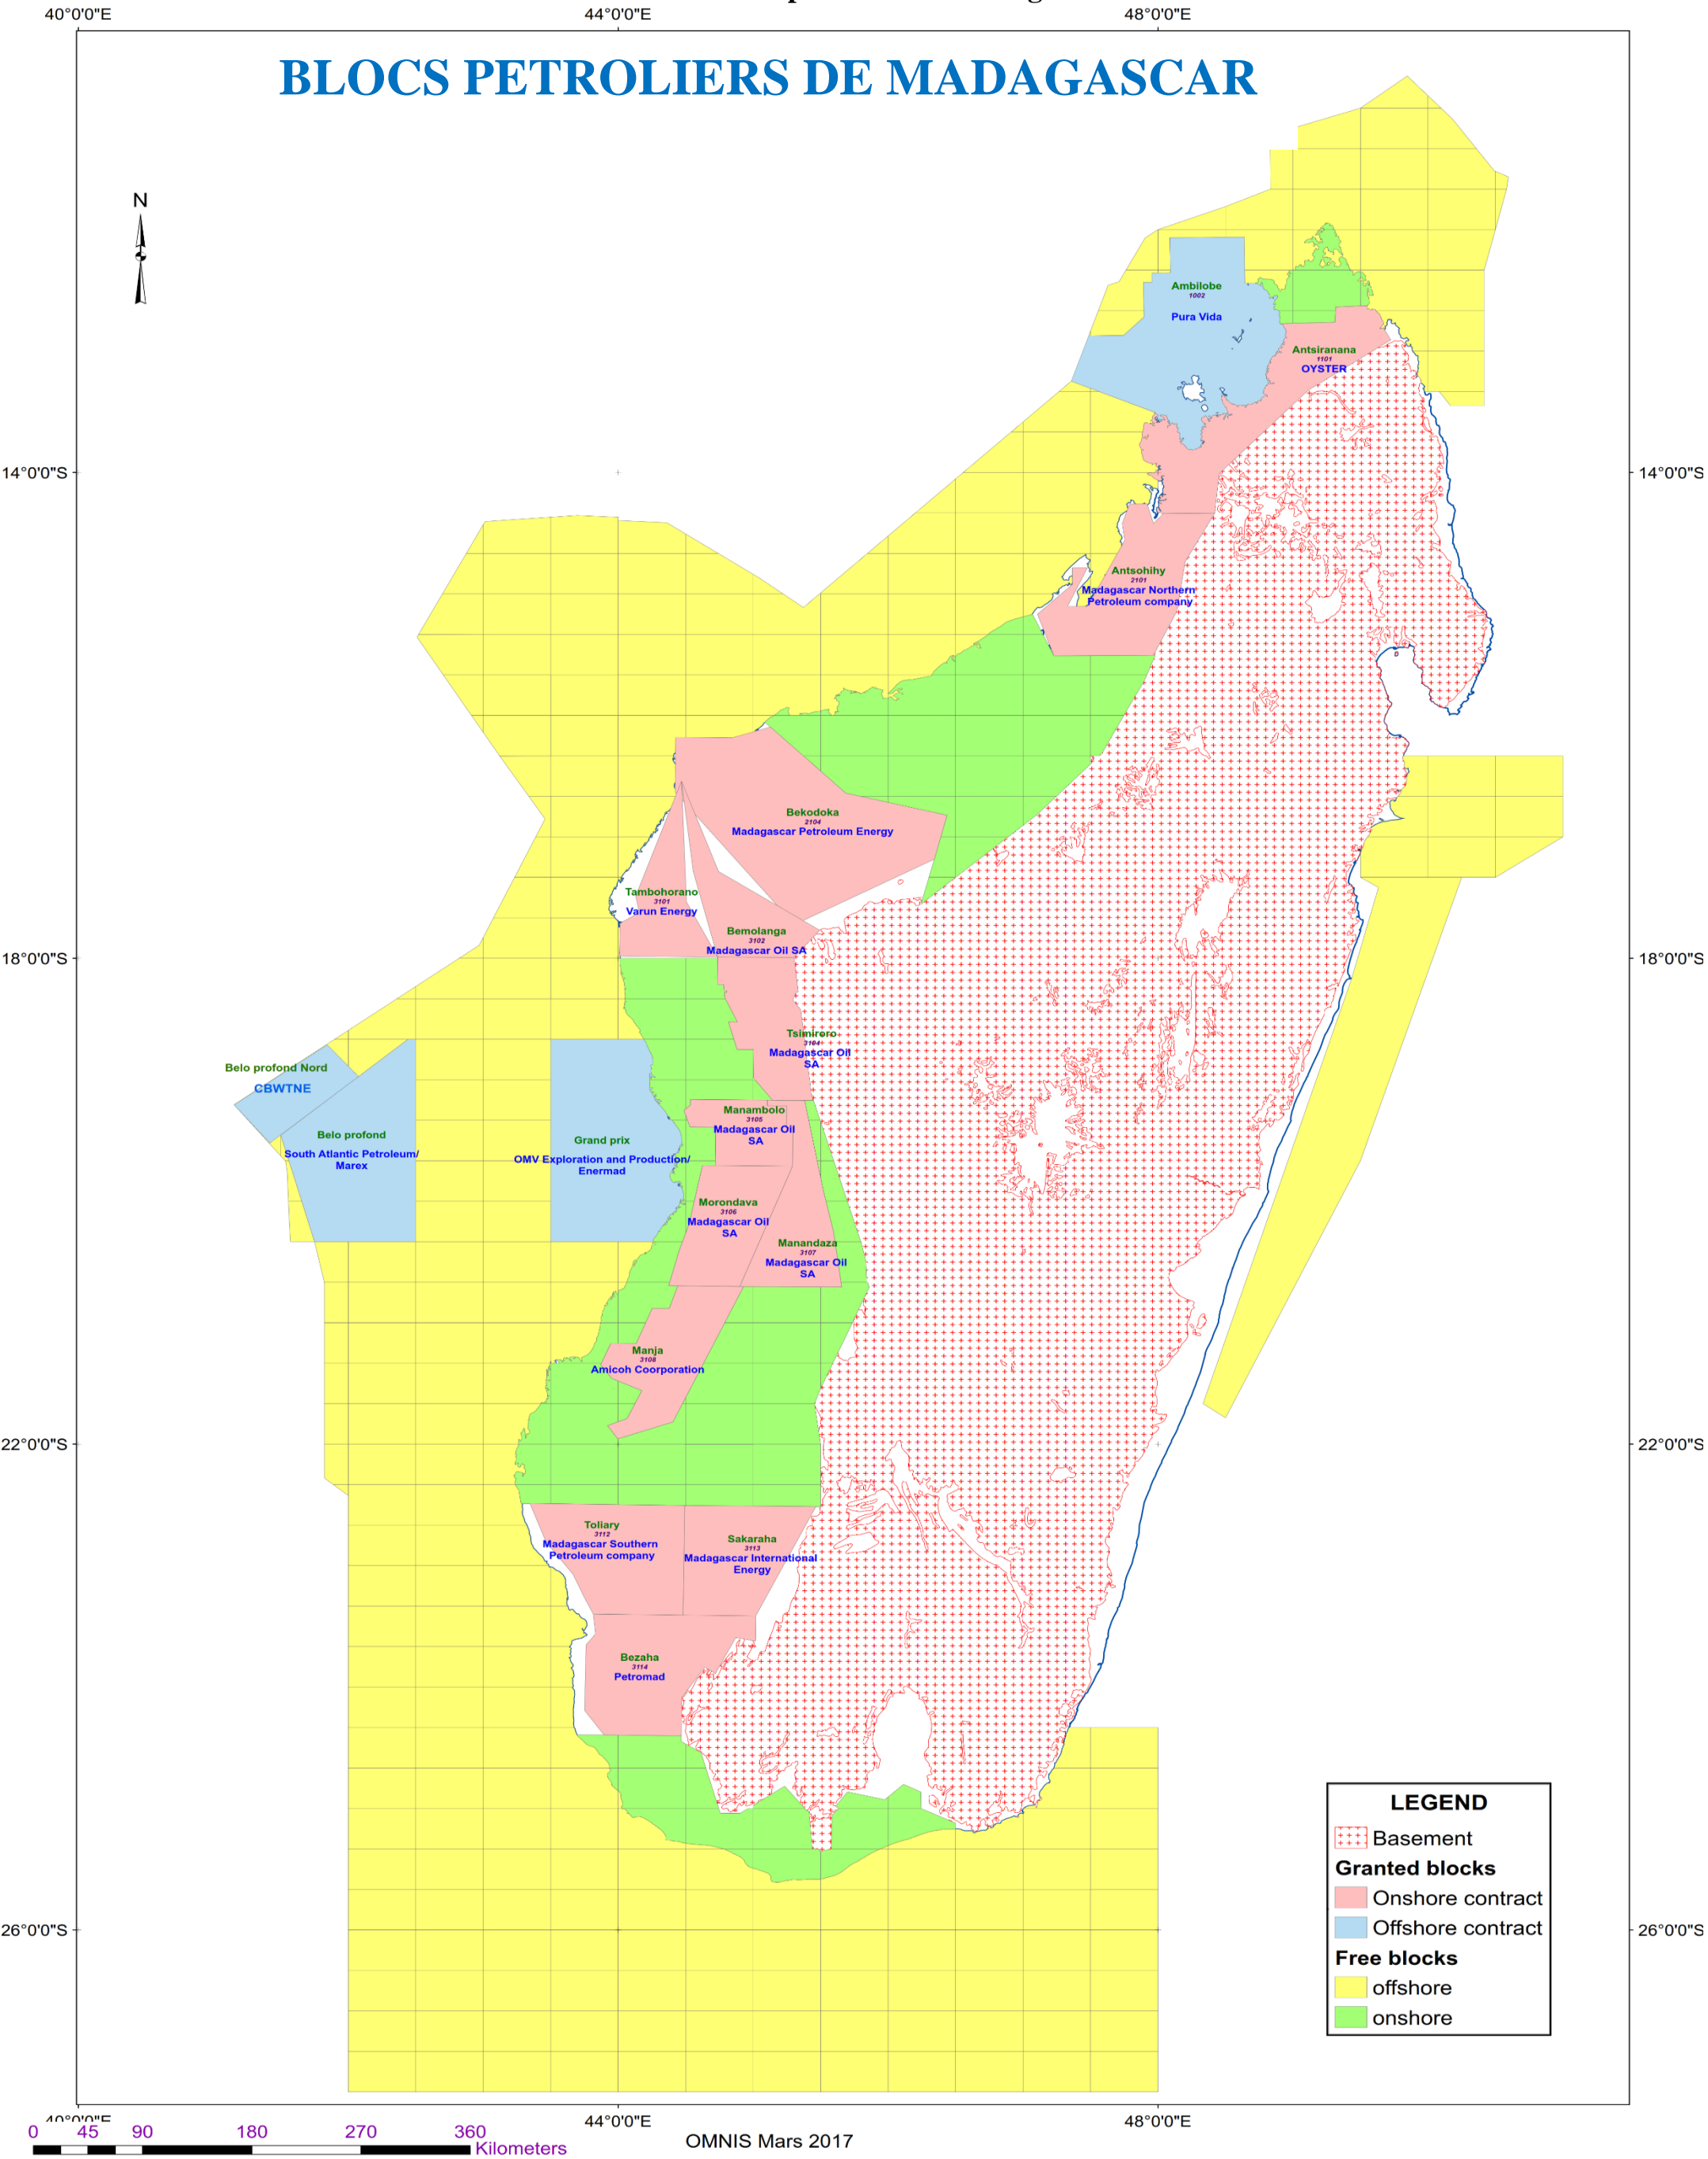 40°0'0"E 44°0'0"E 48°0'0"E
BLOCS PETROLIERS DE MADAGASCAR
N
Ambilobe
1002
Pura Vida
Antsiranana
1101
OYSTER
14°0'0"S 14°0'0"S
Antsohihy
2101
Madagascar Northern
Petroleum company
Bekodoka
2104
Madagascar Petroleum Energy
Tambohorano
3101
Varun Energy
Bemolanga
3102
Madagascar Oil SA
18°0'0"S 18°0'0"S
Tsimiroro
3104
Madagascar Oil
SA
Belo profond Nord
CBWTNE
Belo profond
South Atlantic Petroleum/
Marex
Grand prix
OMV Exploration and Production/
Enermad
Manambolo
3105
Madagascar Oil
SA
Morondava
3106
Madagascar Oil
SA
Manandaza
3107
Madagascar Oil
SA
Manja
3108
Amicoh Coorporation
22°0'0"S 22°0'0"S
Toliary
3112
Madagascar Southern
Petroleum company
Sakaraha
3113
Madagascar International
Energy
Bezaha
3114
Petromad
LEGEND
Basement
Granted blocks
Onshore contract
Offshore contract
Free blocks
offshore
onshore
26°0'0"S 26°0'0"S
40°0'0"E 44°0'0"E 48°0'0"E
0 45 90 180 270 360
Kilometers
OMNIS Mars 2017